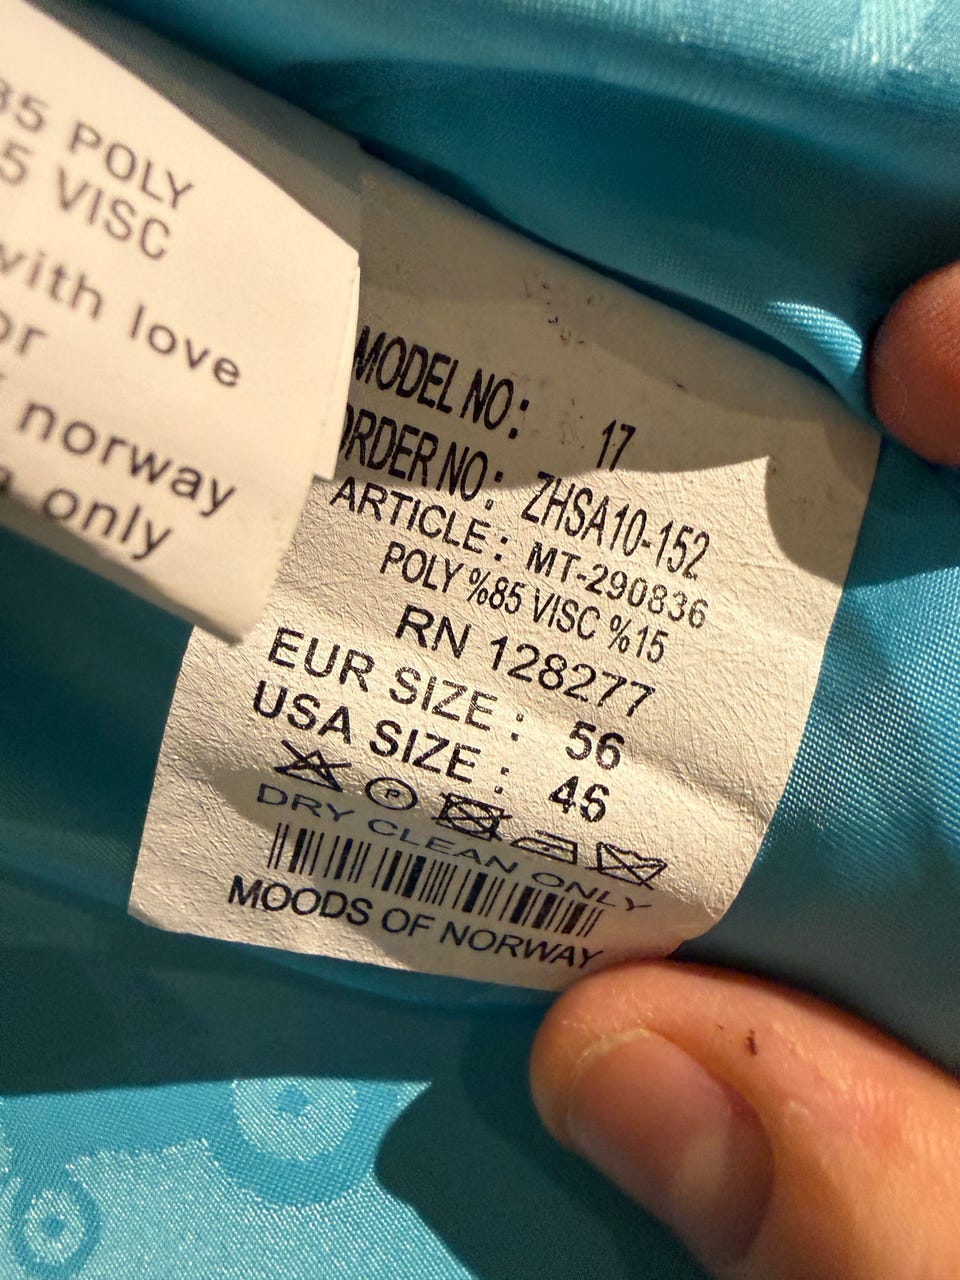 85 POLY
5 VISC
with love
or
norway
only
MODEL NO: 17
ORDER NO: ZHSA10-152
ARTICLE: MT-290836
POLY %85 VISC %15
RN 128277
EUR SIZE : 56
USA SIZE : 46
P
DRY CLEAN ONLY
MOODS OF NORWAY